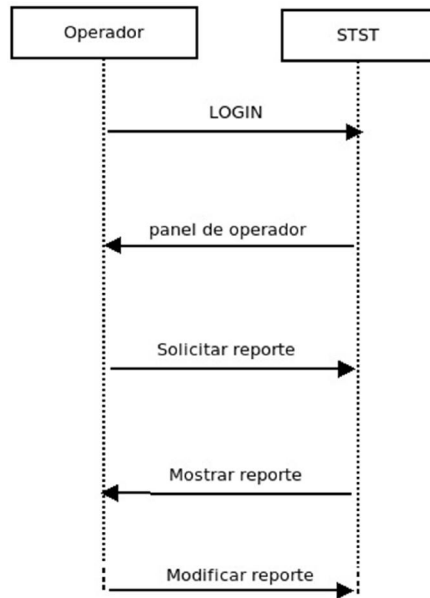 Operador
STST
LOGIN
panel de operador
Solicitar reporte
Mostrar reporte
Modificar reporte